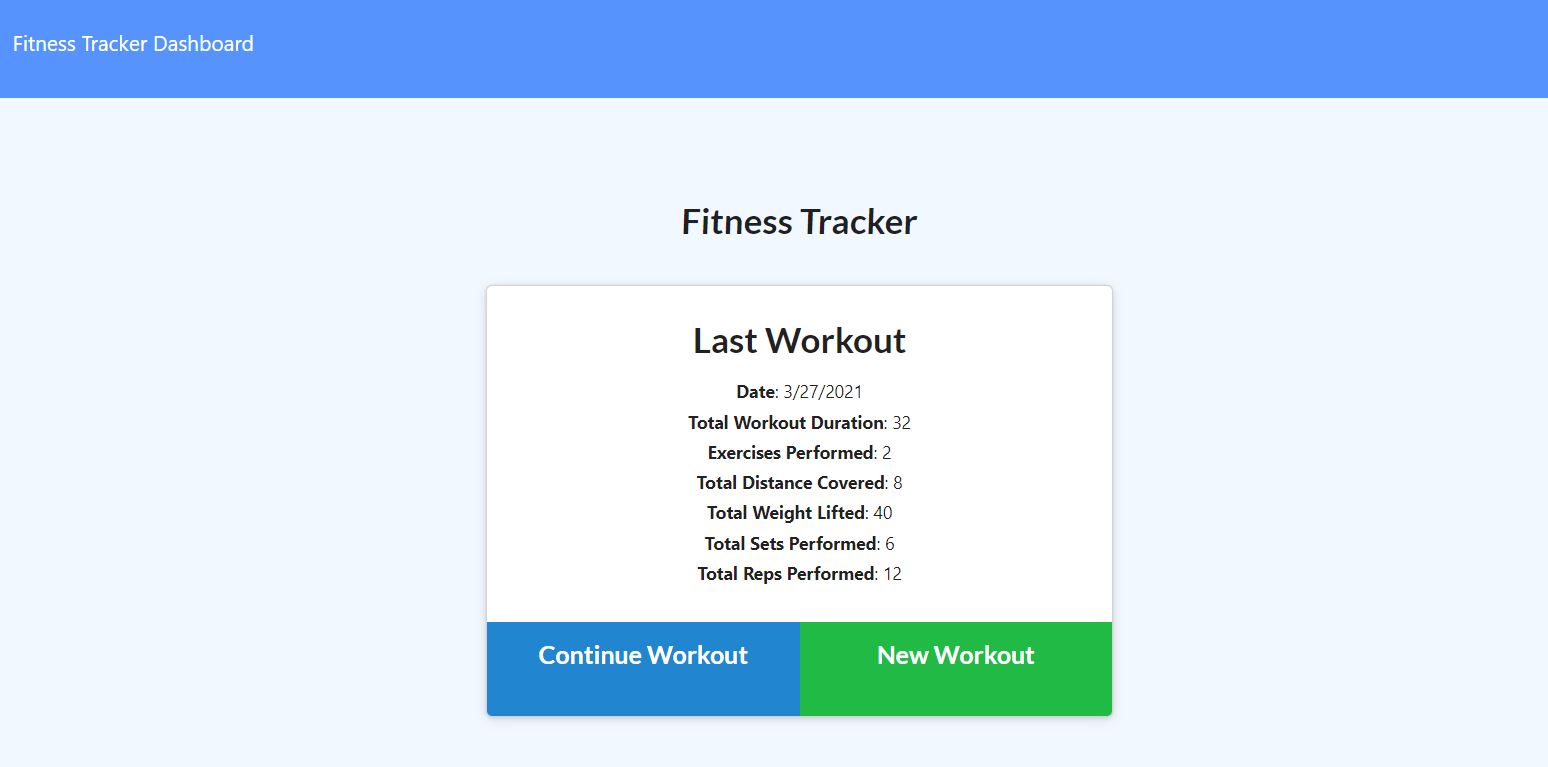 Fitness Tracker Dashboard
Fitness Tracker
Last Workout
Date: 3/27/2021
Total Workout Duration: 32
Exercises Performed: 2
Total Distance Covered: 8
Total Weight Lifted: 40
Total Sets Performed: 6
Total Reps Performed: 12
Continue Workout
New Workout